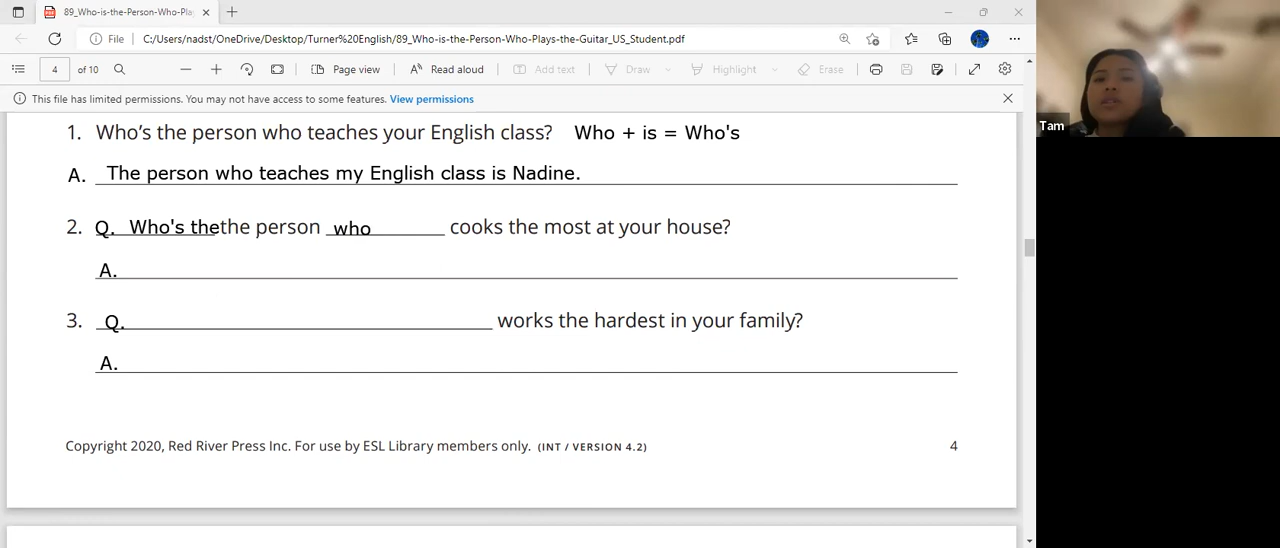 89_Who-is-the-Person-Who-Pla
File C:/Users/nadst/OneDrive/Desktop/Turner%20English/89_Who-is-the-Person-Who-Plays-the-Guitar_US_Student.pdf
4 of 10 Page view Read aloud Add text Draw Highlight Erase
This file has limited permissions. You may not have access to some features. View permissions
1. Who's the person who teaches your English class? Who + is = Who's
A. The person who teaches my English class is Nadine.
2. Q. Who's the the person who cooks the most at your house?
A.
3. Q. works the hardest in your family?
A.
Copyright 2020, Red River Press Inc. For use by ESL Library members only. (INT / VERSION 4.2) 4
Tam